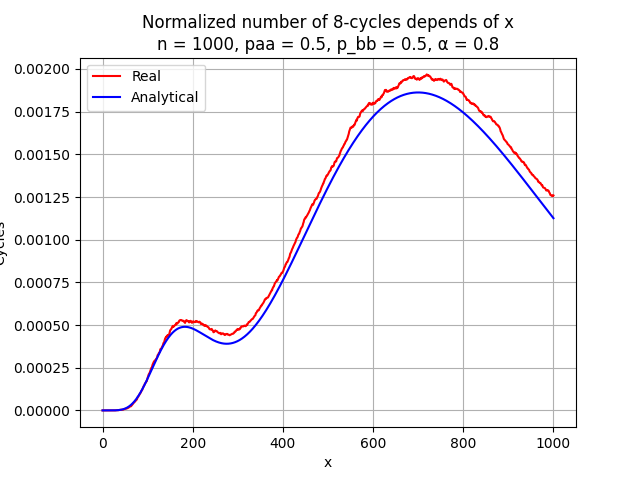 Normalized number of 8-cycles depends of x
n = 1000, paa = 0.5, p_bb = 0.5, α = 0.8
Real
Analytical
0.00200
0.00175
0.00150
0.00125
0.00100
0.00075
0.00050
0.00025
0.00000
0 200 400 600 800 1000
x